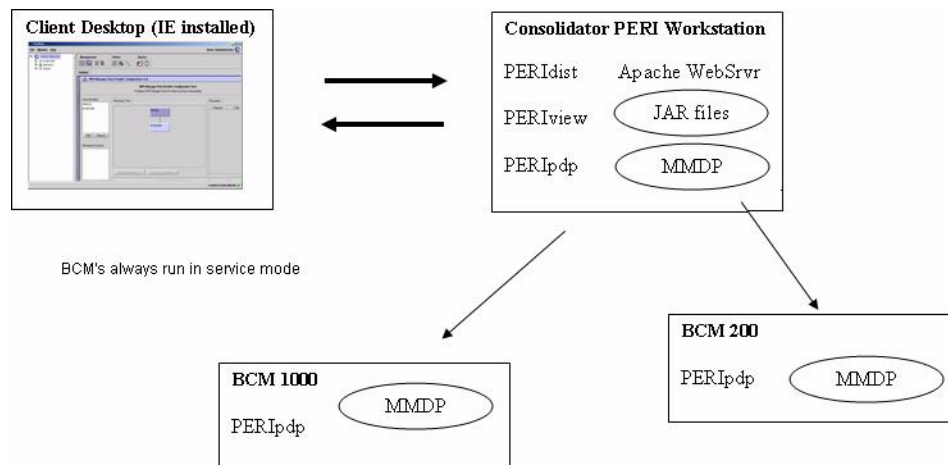 Client Desktop (IE installed)
Consolidator PERI Workstation
PERIdist Apache WebSrvr
PERIview JAR files
PERIpdp MMDP
BCM's always run in service mode
BCM 200
PERIpdp MMDP
BCM 1000
MMDP
PERIpdp